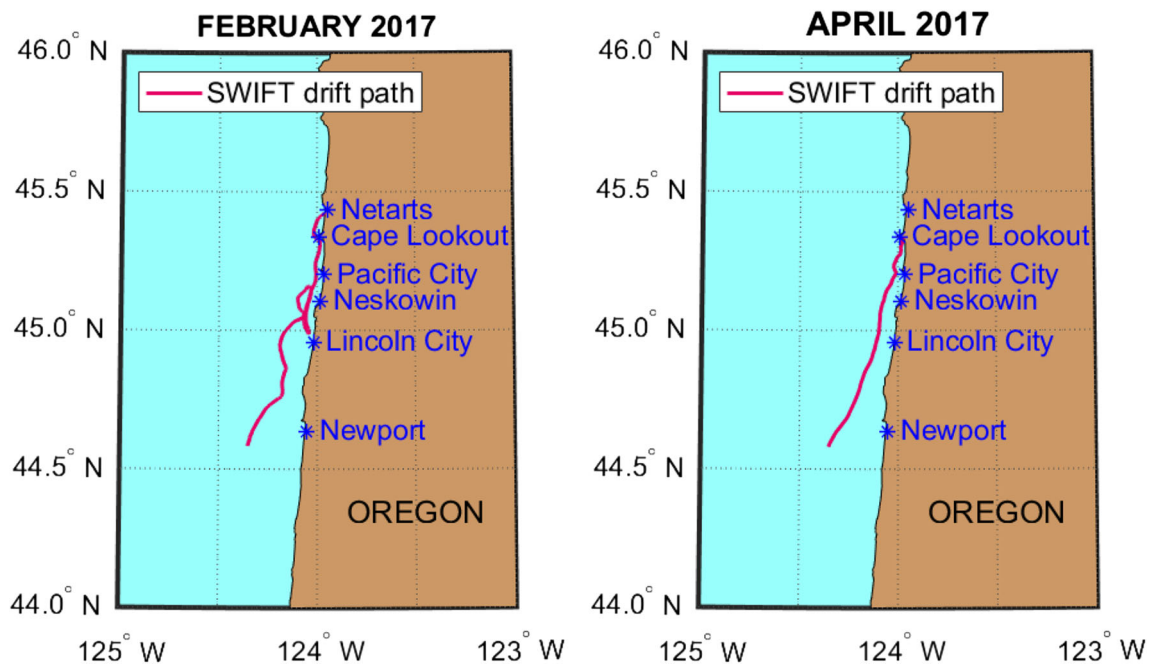 FEBRUARY 2017
46.0° N
SWIFT drift path
45.5° N
Netarts
Cape Lookout
Pacific City
Neskowin
45.0° N
Lincoln City
Newport
44.5° N
OREGON
44.0° N
125° W
124° W
123° W
APRIL 2017
46.0° N
SWIFT drift path
45.5° N
Netarts
Cape Lookout
Pacific City
Neskowin
45.0° N
Lincoln City
Newport
44.5° N
OREGON
44.0° N
125° W
124° W
123° W